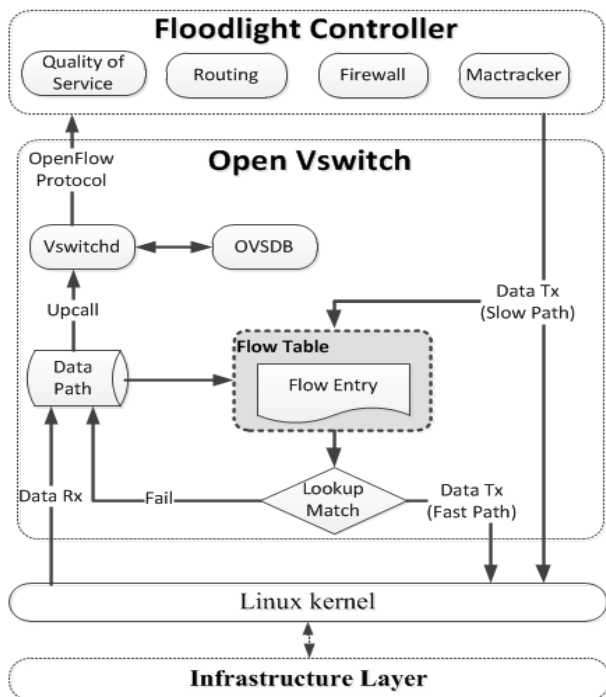 Floodlight Controller
Quality of
Service
Routing
Firewall
Mactracker
OpenFlow
Protocol
Open Vswitch
Vswitchd
OVSDB
Upcall
Data Tx
(Slow Path)
Flow Table
Data
Path
Flow Entry
Data Rx
Fail
Lookup
Match
Data Tx
(Fast Path)
Linux kernel
Infrastructure Layer